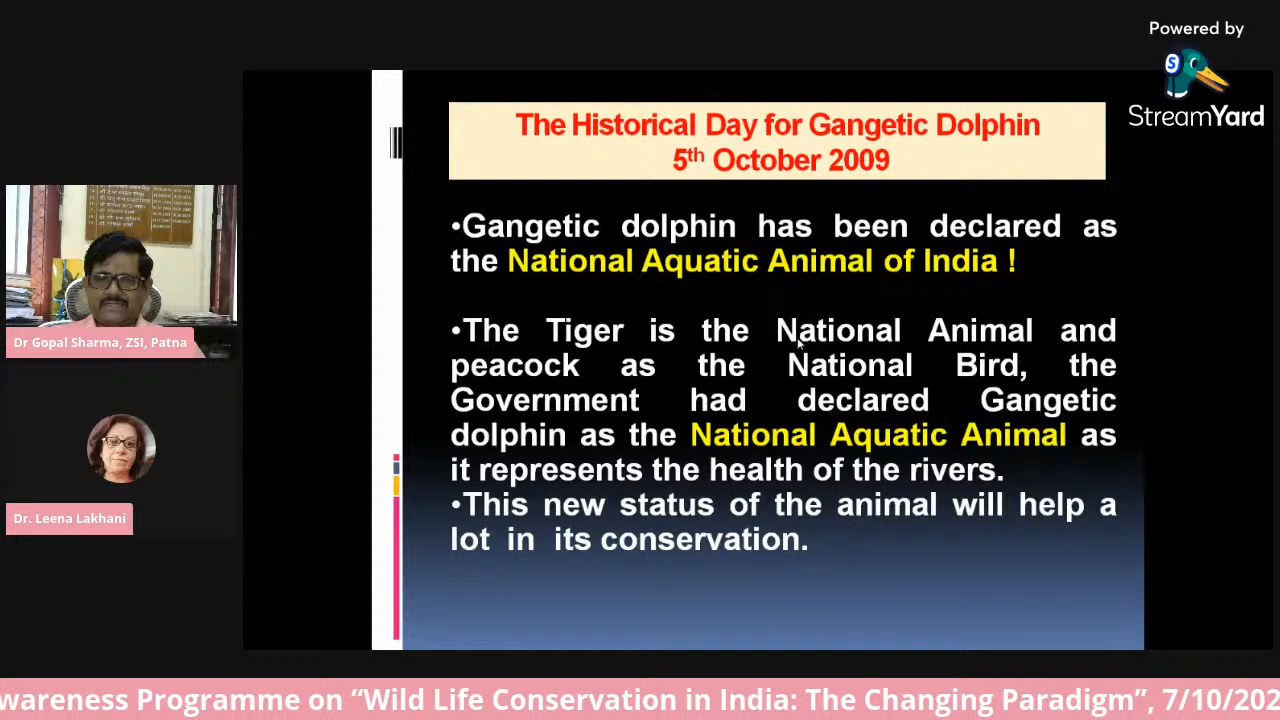 Powered by
StreamYard
The Historical Day for Gangetic Dolphin
5th October 2009
•Gangetic dolphin has been declared as
the National Aquatic Animal of India !
•The Tiger is the National Animal and
peacock as the National Bird, the
Government had declared Gangetic
dolphin as the National Aquatic Animal as
it represents the health of the rivers.
•This new status of the animal will help a
lot in its conservation.
Dr Gopal Sharma, ZSI, Patna
Dr. Leena Lakhani
wareness Programme on “Wild Life Conservation in India: The Changing Paradigm”, 7/10/202